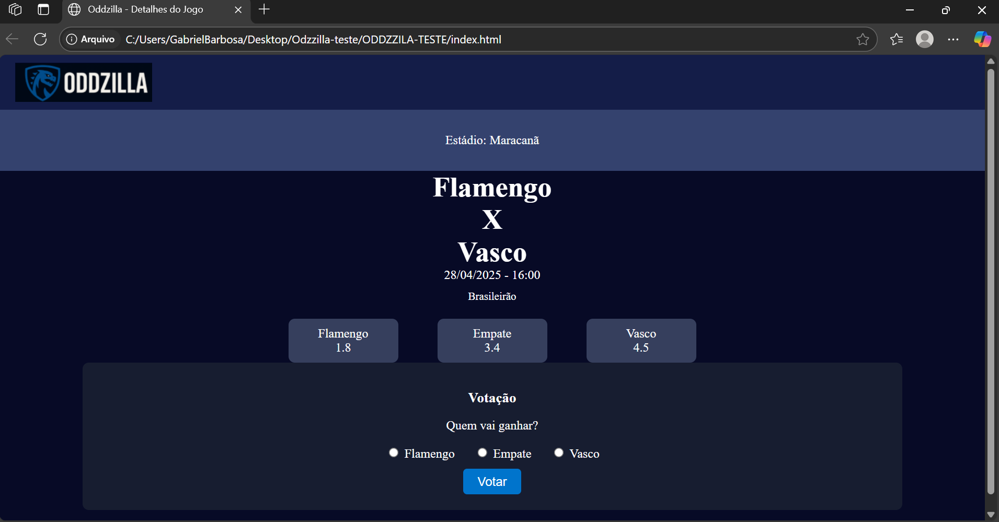 Oddzilla - Detalhes do Jogo
Arquivo C:/Users/GabrielBarbosa/Desktop/Odzzilla-teste/ODDZZILA-TESTE/index.html
ODDZILLA
Estádio: Maracanã
Flamengo
X
Vasco
28/04/2025 - 16:00
Brasileirão
Flamengo Empate Vasco
1.8 3.4 4.5
Votação
Quem vai ganhar?
Flamengo Empate Vasco
Votar